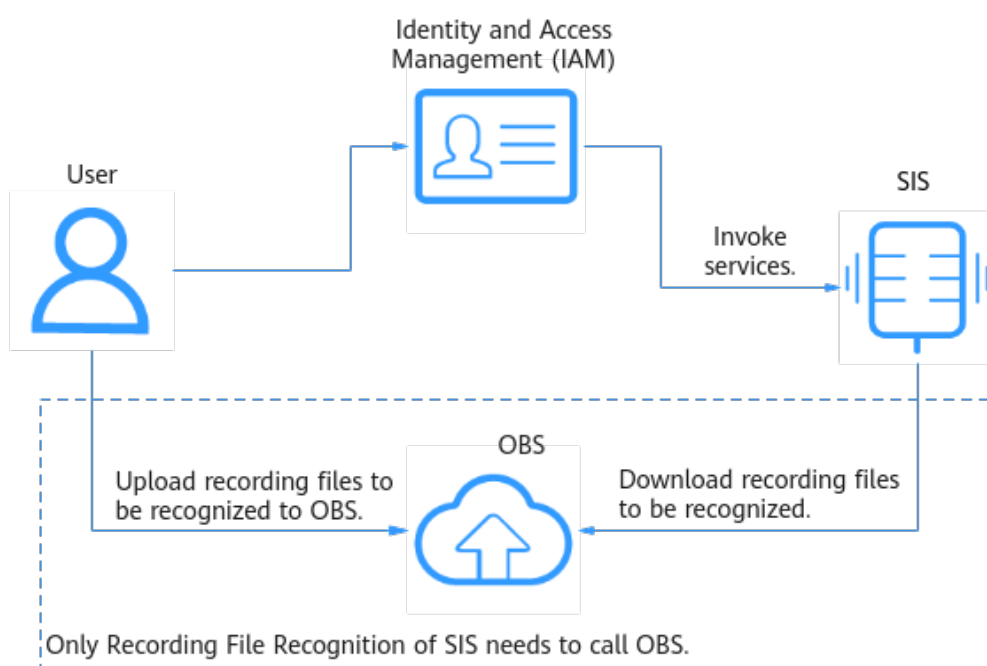 Identity and Access
Management (IAM)
User
SIS
Invoke
services.
OBS
Upload recording files to
be recognized to OBS.
Download recording files
to be recognized.
Only Recording File Recognition of SIS needs to call OBS.